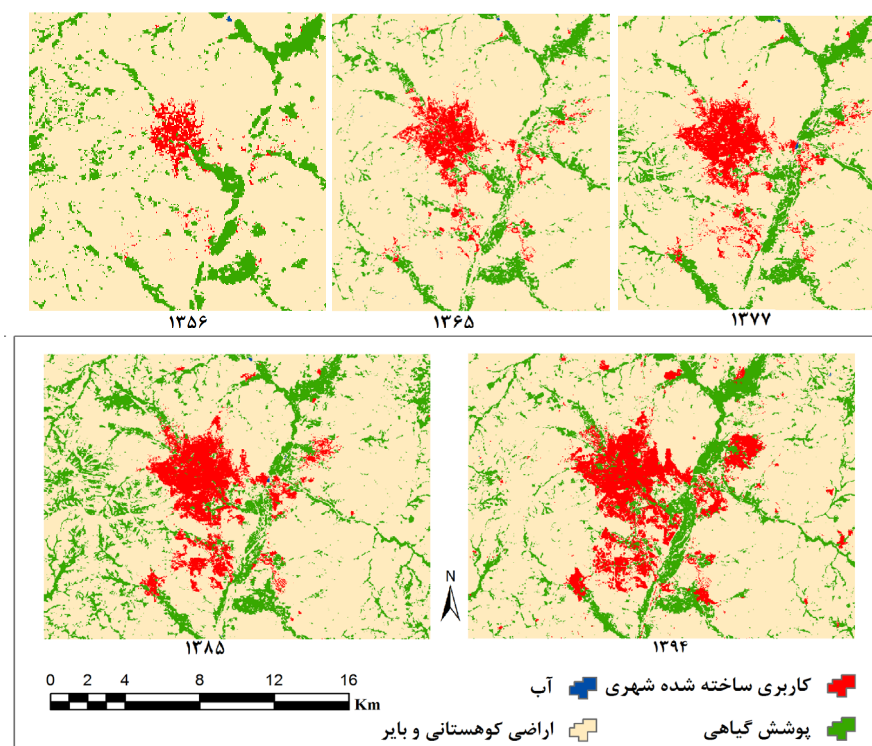 ۱۳۵۶
۱۳۶۵
۱۳۷۷
۱۳۸۵
۱۳۹۴
N
0 2 4 8 12 16
Km
کاربری ساخته شده شهری
آب
پوشش گیاهی
اراضی کوهستانی و بایر